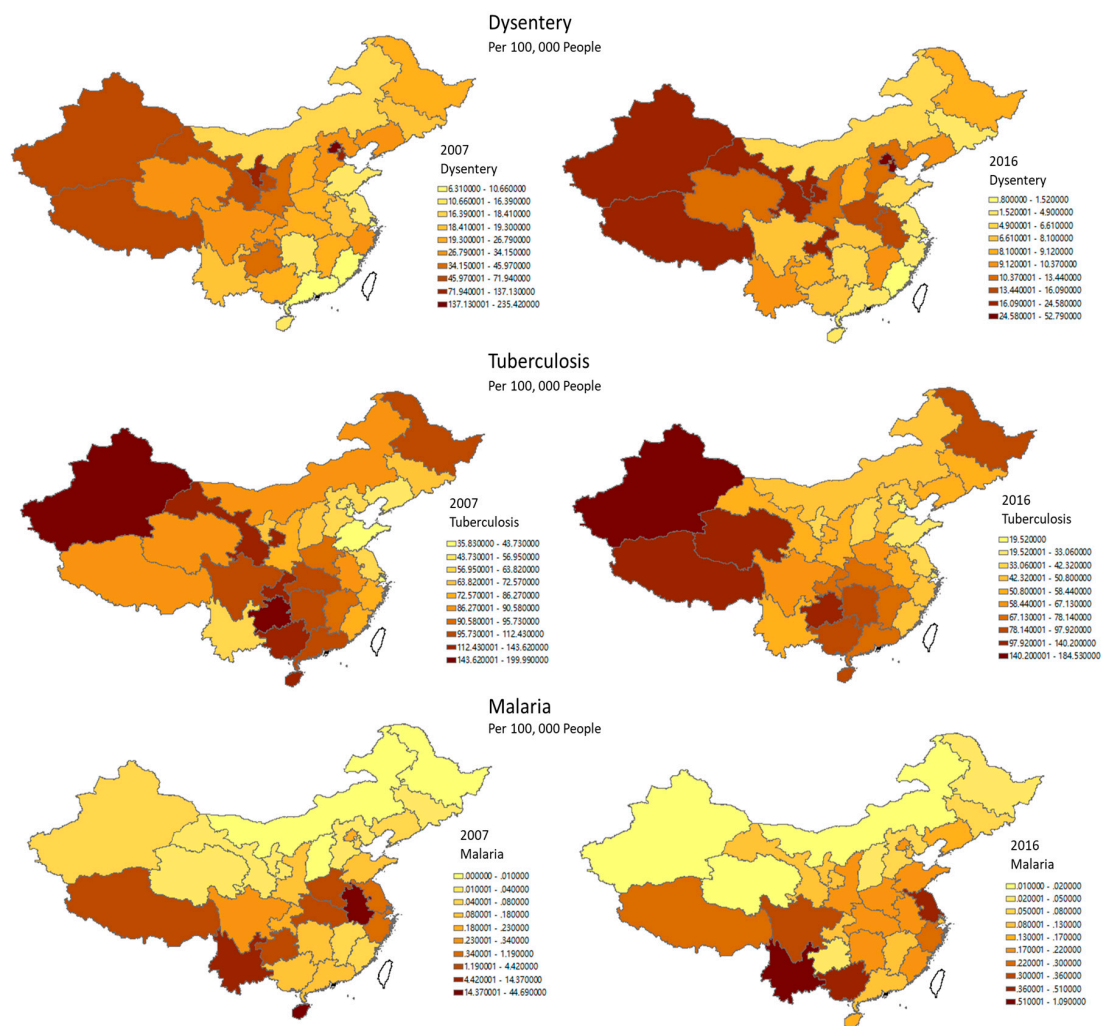 Dysentery
Per 100, 000 People
2007
Dysentery
6.310000 - 10.660000
10.660001 - 16.390000
16.390001 - 18.410000
18.410001 - 19.300000
19.300001 - 26.790000
26.790001 - 34.150000
34.150001 - 45.970000
45.970001 - 71.940000
71.940001 - 137.130000
137.130001 - 235.420000
2016
Dysentery
.800000 - 1.520000
1.520001 - 4.900000
4.900001 - 6.610000
6.610001 - 8.100000
8.100001 - 9.120000
9.120001 - 10.370000
10.370001 - 13.440000
13.440001 - 16.090000
16.090001 - 24.580000
24.580001 - 52.790000
Tuberculosis
Per 100, 000 People
2007
Tuberculosis
35.830000 - 43.730000
43.730001 - 56.950000
56.950001 - 63.820000
63.820001 - 72.570000
72.570001 - 86.270000
86.270001 - 90.580000
90.580001 - 95.730000
95.730001 - 112.430000
112.430001 - 143.620000
143.620001 - 199.990000
2016
Tuberculosis
19.520000
19.520001 - 33.060000
33.060001 - 42.320000
42.320001 - 50.800000
50.800001 - 58.440000
58.440001 - 67.130000
67.130001 - 78.140000
78.140001 - 97.920000
97.920001 - 140.200000
140.200001 - 184.530000
Malaria
Per 100, 000 People
2007
Malaria
.000000 - .010000
.010001 - .040000
.040001 - .080000
.080001 - .180000
.180001 - .230000
.230001 - .340000
.340001 - 1.190000
1.190001 - 4.420000
4.420001 - 14.370000
14.370001 - 44.690000
2016
Malaria
.010000 - .020000
.020001 - .050000
.050001 - .080000
.080001 - .130000
.130001 - .170000
.170001 - .220000
.220001 - .300000
.300001 - .360000
.360001 - .510000
.510001 - 1.090000